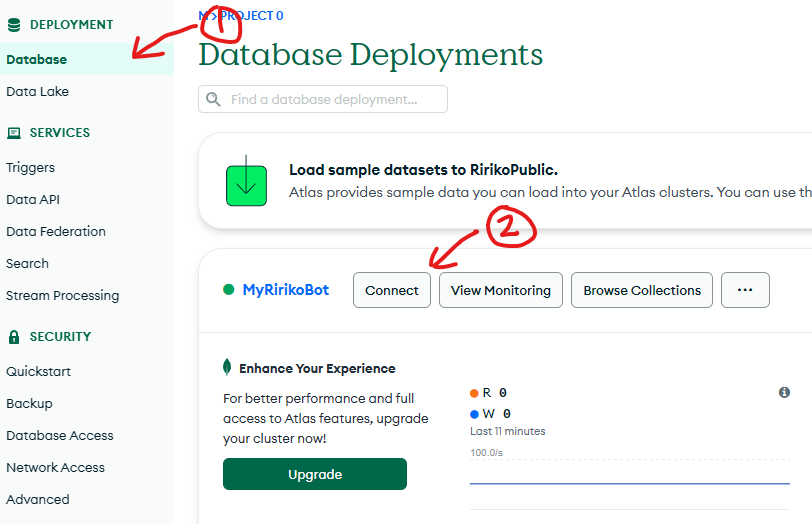 DEPLOYMENT
Database
Data Lake
SERVICES
Triggers
Data API
Data Federation
Search
Stream Processing
SECURITY
Quickstart
Backup
Database Access
Network Access
Advanced
1
> PROJECT 0
Database Deployments
Find a database deployment...
Load sample datasets to RirikoPublic.
Atlas provides sample data you can load into your Atlas clusters. You can use
2
MyRirikoBot
Connect
View Monitoring
Browse Collections
...
Enhance Your Experience
For better performance and full
access to Atlas features, upgrade
your cluster now!
Upgrade
R 0
W 0
Last 11 minutes
100.0/s